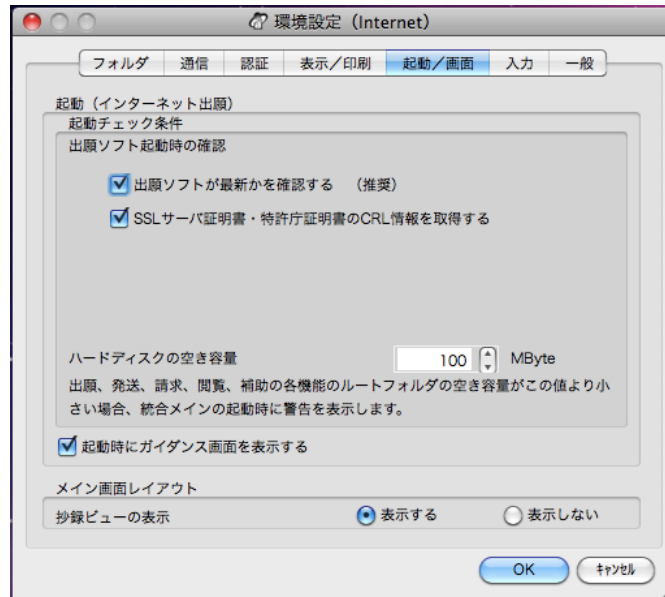 環境設定（Internet）
フォルダ 通信 認証 表示／印刷 起動／画面 入力 一般
起動（インターネット出願）
起動チェック条件
出願ソフト起動時の確認
出願ソフトが最新かを確認する （推奨）
SSLサーバ証明書・特許庁証明書のCRL情報を取得する
ハードディスクの空き容量 100 MByte
出願、発送、請求、閲覧、補助の各機能のルートフォルダの空き容量がこの値より小
さい場合、統合メインの起動時に警告を表示します。
起動時にガイダンス画面を表示する
メイン画面レイアウト
抄録ビューの表示 表示する 表示しない
OK ｷｬﾝｾﾙ